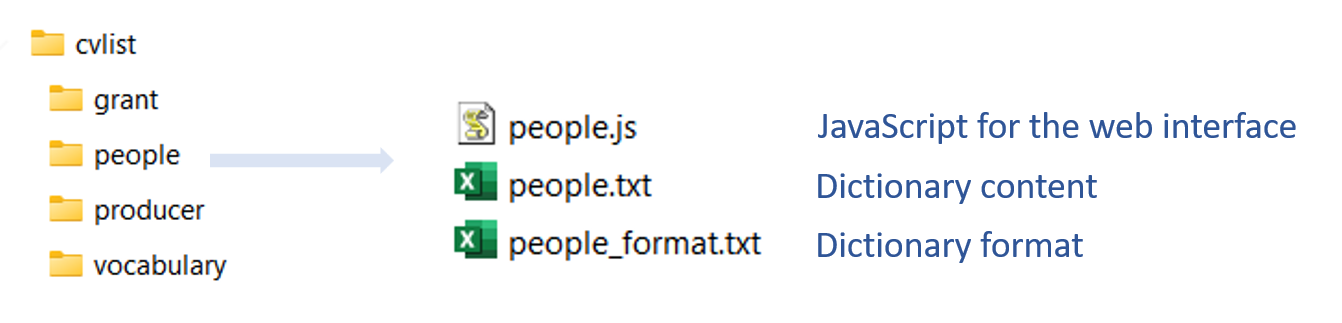 cvlist
grant
people
producer
vocabulary
people.js JavaScript for the web interface
people.txt Dictionary content
people_format.txt Dictionary format